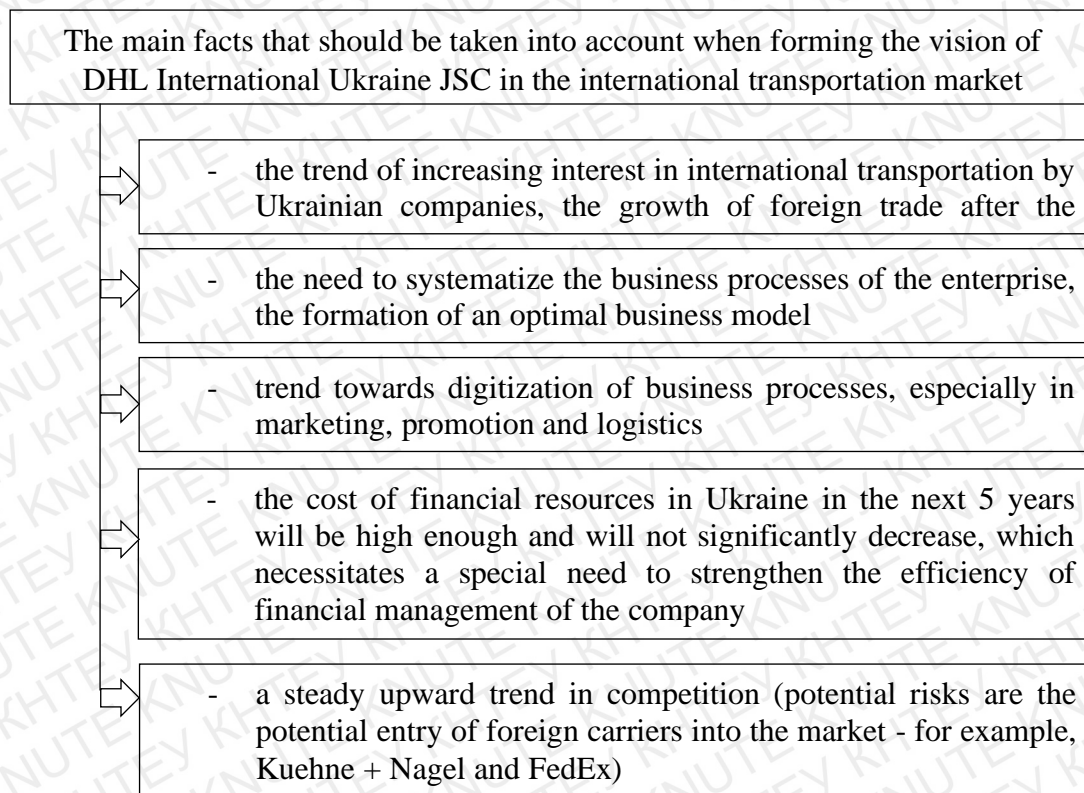 The main facts that should be taken into account when forming the vision of
DHL International Ukraine JSC in the international transportation market
- the trend of increasing interest in international transportation by
Ukrainian companies, the growth of foreign trade after the
- the need to systematize the business processes of the enterprise,
the formation of an optimal business model
- trend towards digitization of business processes, especially in
marketing, promotion and logistics
- the cost of financial resources in Ukraine in the next 5 years
will be high enough and will not significantly decrease, which
necessitates a special need to strengthen the efficiency of
financial management of the company
- a steady upward trend in competition (potential risks are the
potential entry of foreign carriers into the market - for example,
Kuehne + Nagel and FedEx)